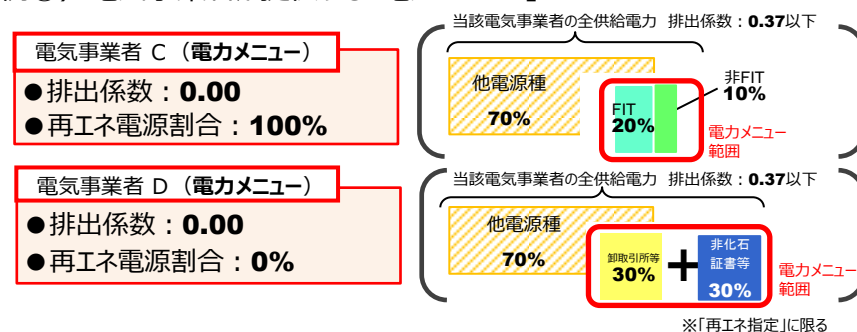 電気事業者 C（電力メニュー）
●排出係数：0.00
●再エネ電源割合：100%
当該電気事業者の全供給電力 排出係数：0.37以下
他電源種
70%
FIT
20%
非FIT
10%
電力メニュー
範囲
電気事業者 D（電力メニュー）
●排出係数：0.00
●再エネ電源割合：0%
当該電気事業者の全供給電力 排出係数：0.37以下
他電源種
70%
卸取引所等
30%
+
非化石
証書等
30%
電力メニュー
範囲
※「再エネ指定」に限る